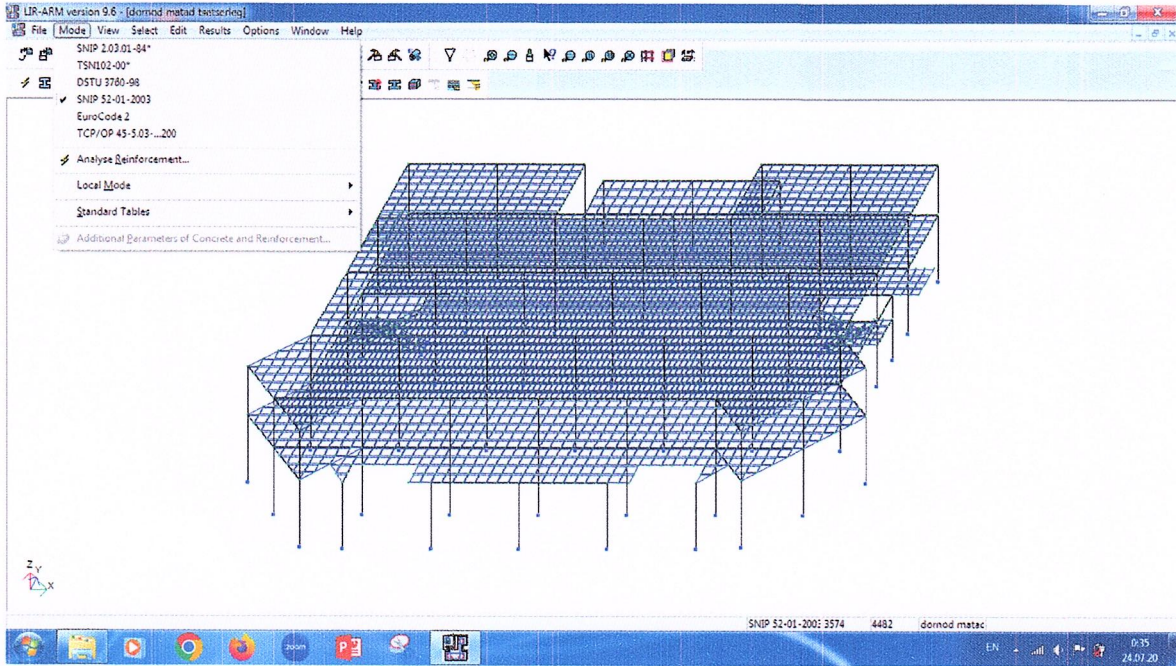 LIR-ARM version 9.6 - [dornod matad tsetserleg]
File Mode View Select Edit Results Options Window Help
SNIP 2.03.01-84*
TSN102-00*
DSTU 3760-98
SNIP 52-01-2003
EuroCode 2
TCP/OP 45-5.03-...200
Analyse Reinforcement...
Local Mode
Standard Tables
Additional Parameters of Concrete and Reinforcement...
Z
Y
X
SNIP 52-01-2003 3574 4482 dornod matac
zoom
EN 0:35
24.07.20